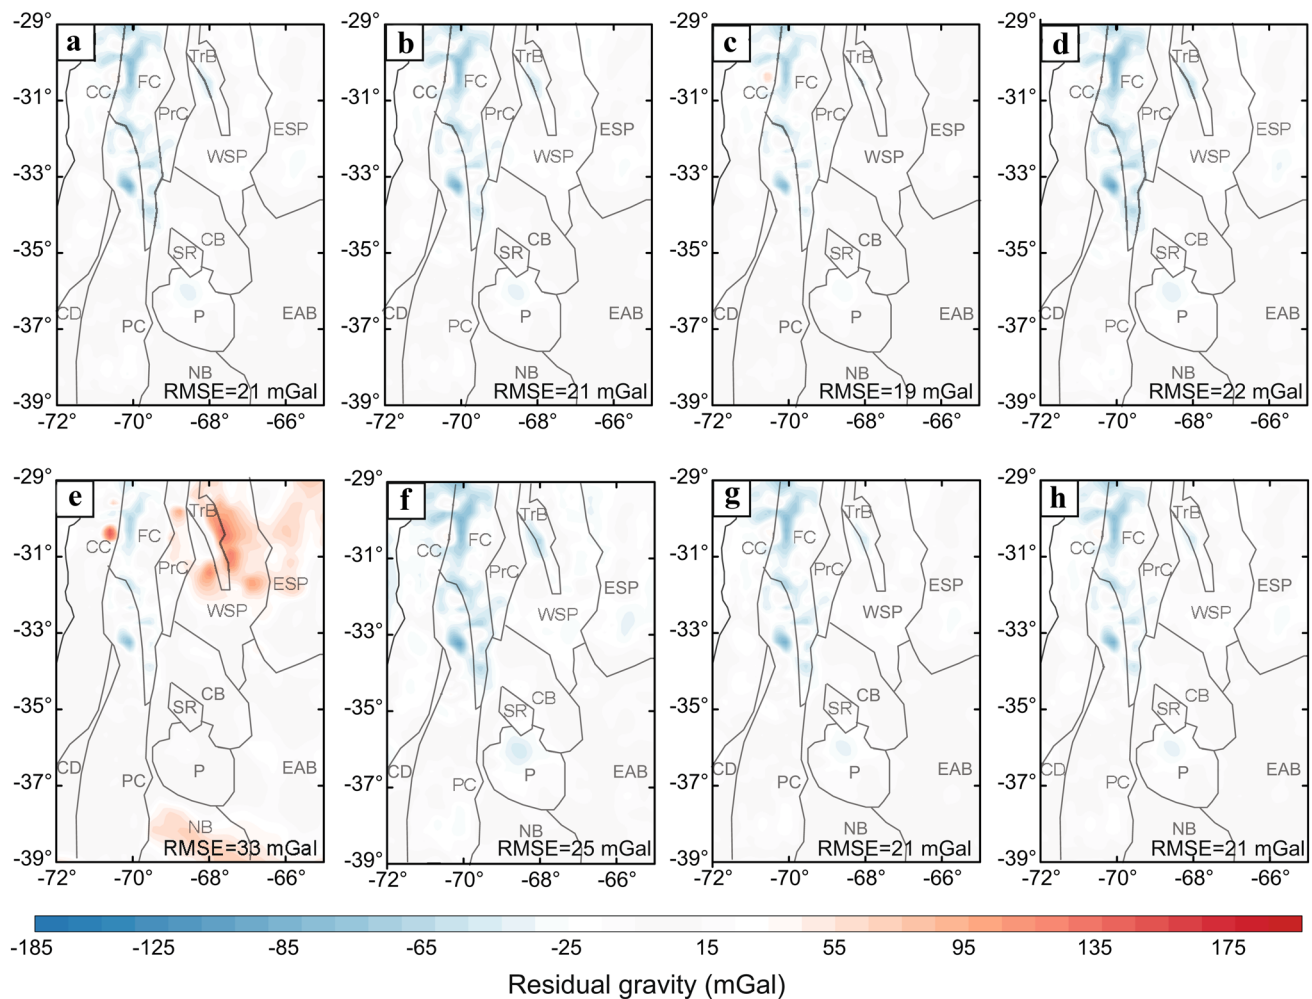 a b c d
-29° -29° -29° -29°
TrB TrB TrB TrB
FC FC FC FC
CC CC CC CC
-31° -31° -31° -31°
PrC PrC PrC PrC
ESP ESP ESP ESP
WSP WSP WSP WSP
-33° -33° -33° -33°
CB CB CB CB
-35° SR -35° SR -35° SR -35° SR
CD PC P EAB CD PC P EAB CD PC P EAB CD PC P EAB
-37° -37° -37° -37°
NB NB NB NB
RMSE=21 mGal RMSE=21 mGal RMSE=19 mGal RMSE=22 mGal
-39° -39° -39° -39°
-72 -70° -68° -66° -72 -70° -68° -66° -72 -70° -68° -66° -72 -70° -68° -66°
e f g h
-29° -29° -29° -29°
TrB TrB TrB TrB
FC FC FC FC
CC CC CC CC
-31° -31° -31° -31°
PrC PrC PrC PrC
ESP ESP ESP ESP
WSP WSP WSP WSP
-33° -33° -33° -33°
CB CB CB CB
-35° SR -35° SR -35° SR -35° SR
CD PC P EAB CD PC P EAB CD PC P EAB CD PC P EAB
-37° -37° -37° -37°
NB NB NB NB
RMSE=33 mGal RMSE=25 mGal RMSE=21 mGal RMSE=21 mGal
-39° -39° -39° -39°
-72° -70° -68° -66° -72° -70° -68° -66° -72° -70° -68° -66° -72° -70° -68° -66°
-185 -125 -85 -65 -25 15 55 95 135 175
Residual gravity (mGal)